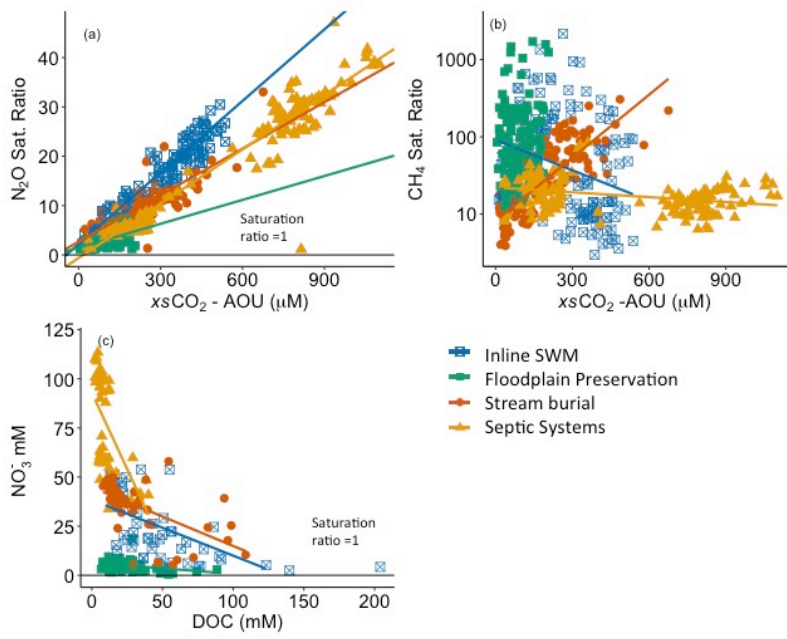 (a)
N₂O Sat. Ratio
40
30
20
10
0
Saturation
ratio =1
0
300
600
900
xsCO₂ - AOU (µM)
(b)
CH₄ Sat. Ratio
1000
100
10
0
300
600
900
xsCO₂ -AOU (µM)
(c)
NO₃⁻ mM
125
100
75
50
25
0
Saturation
ratio =1
0
50
100
150
200
DOC (mM)
Inline SWM
Floodplain Preservation
Stream burial
Septic Systems